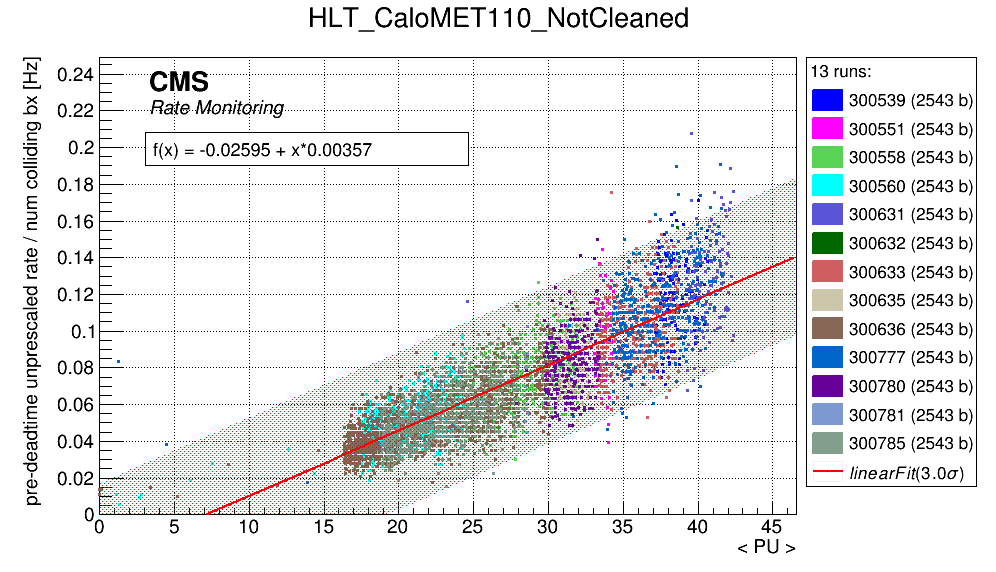 HLT_CaloMET110_NotCleaned
pre-deadtime unprescaled rate / num colliding bx [Hz]
CMS
Rate Monitoring
f(x) = -0.02595 + x*0.00357
0.24
0.22
0.2
0.18
0.16
0.14
0.12
0.1
0.08
0.06
0.04
0.02
0
0 5 10 15 20 25 30 35 40 45
< PU >
13 runs:
300539 (2543 b)
300551 (2543 b)
300558 (2543 b)
300560 (2543 b)
300631 (2543 b)
300632 (2543 b)
300633 (2543 b)
300635 (2543 b)
300636 (2543 b)
300777 (2543 b)
300780 (2543 b)
300781 (2543 b)
300785 (2543 b)
linearFit(3.0σ)